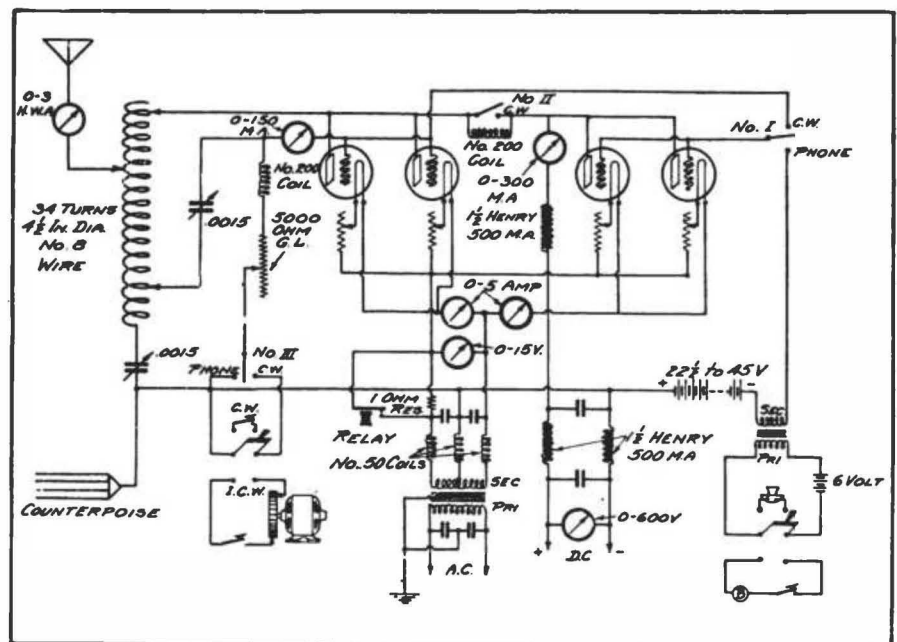 0-3
H.W.A
34 TURNS
4½ IN. DIA
No. 8
WIRE
.0015
.0015
COUNTERPOISE
0-150
M.A
No. 200
COIL
5000
OHM
G.L.
No. III
PHONE
C.W.
C.W.
I.C.W.
No II
C.W
No. 200
COIL
0-300
M.A
1½ HENRY
500 M.A
No. I
C.W.
PHONE
0-5 AMP
0-15V.
1 OHM
RES
RELAY
No. 50 COILS
SEC
PRI
A.C.
1½ HENRY
500 M.A
0-600V
+ D.C -
+ 22½ to 45V -
SEC
PRI
6 VOLT
B